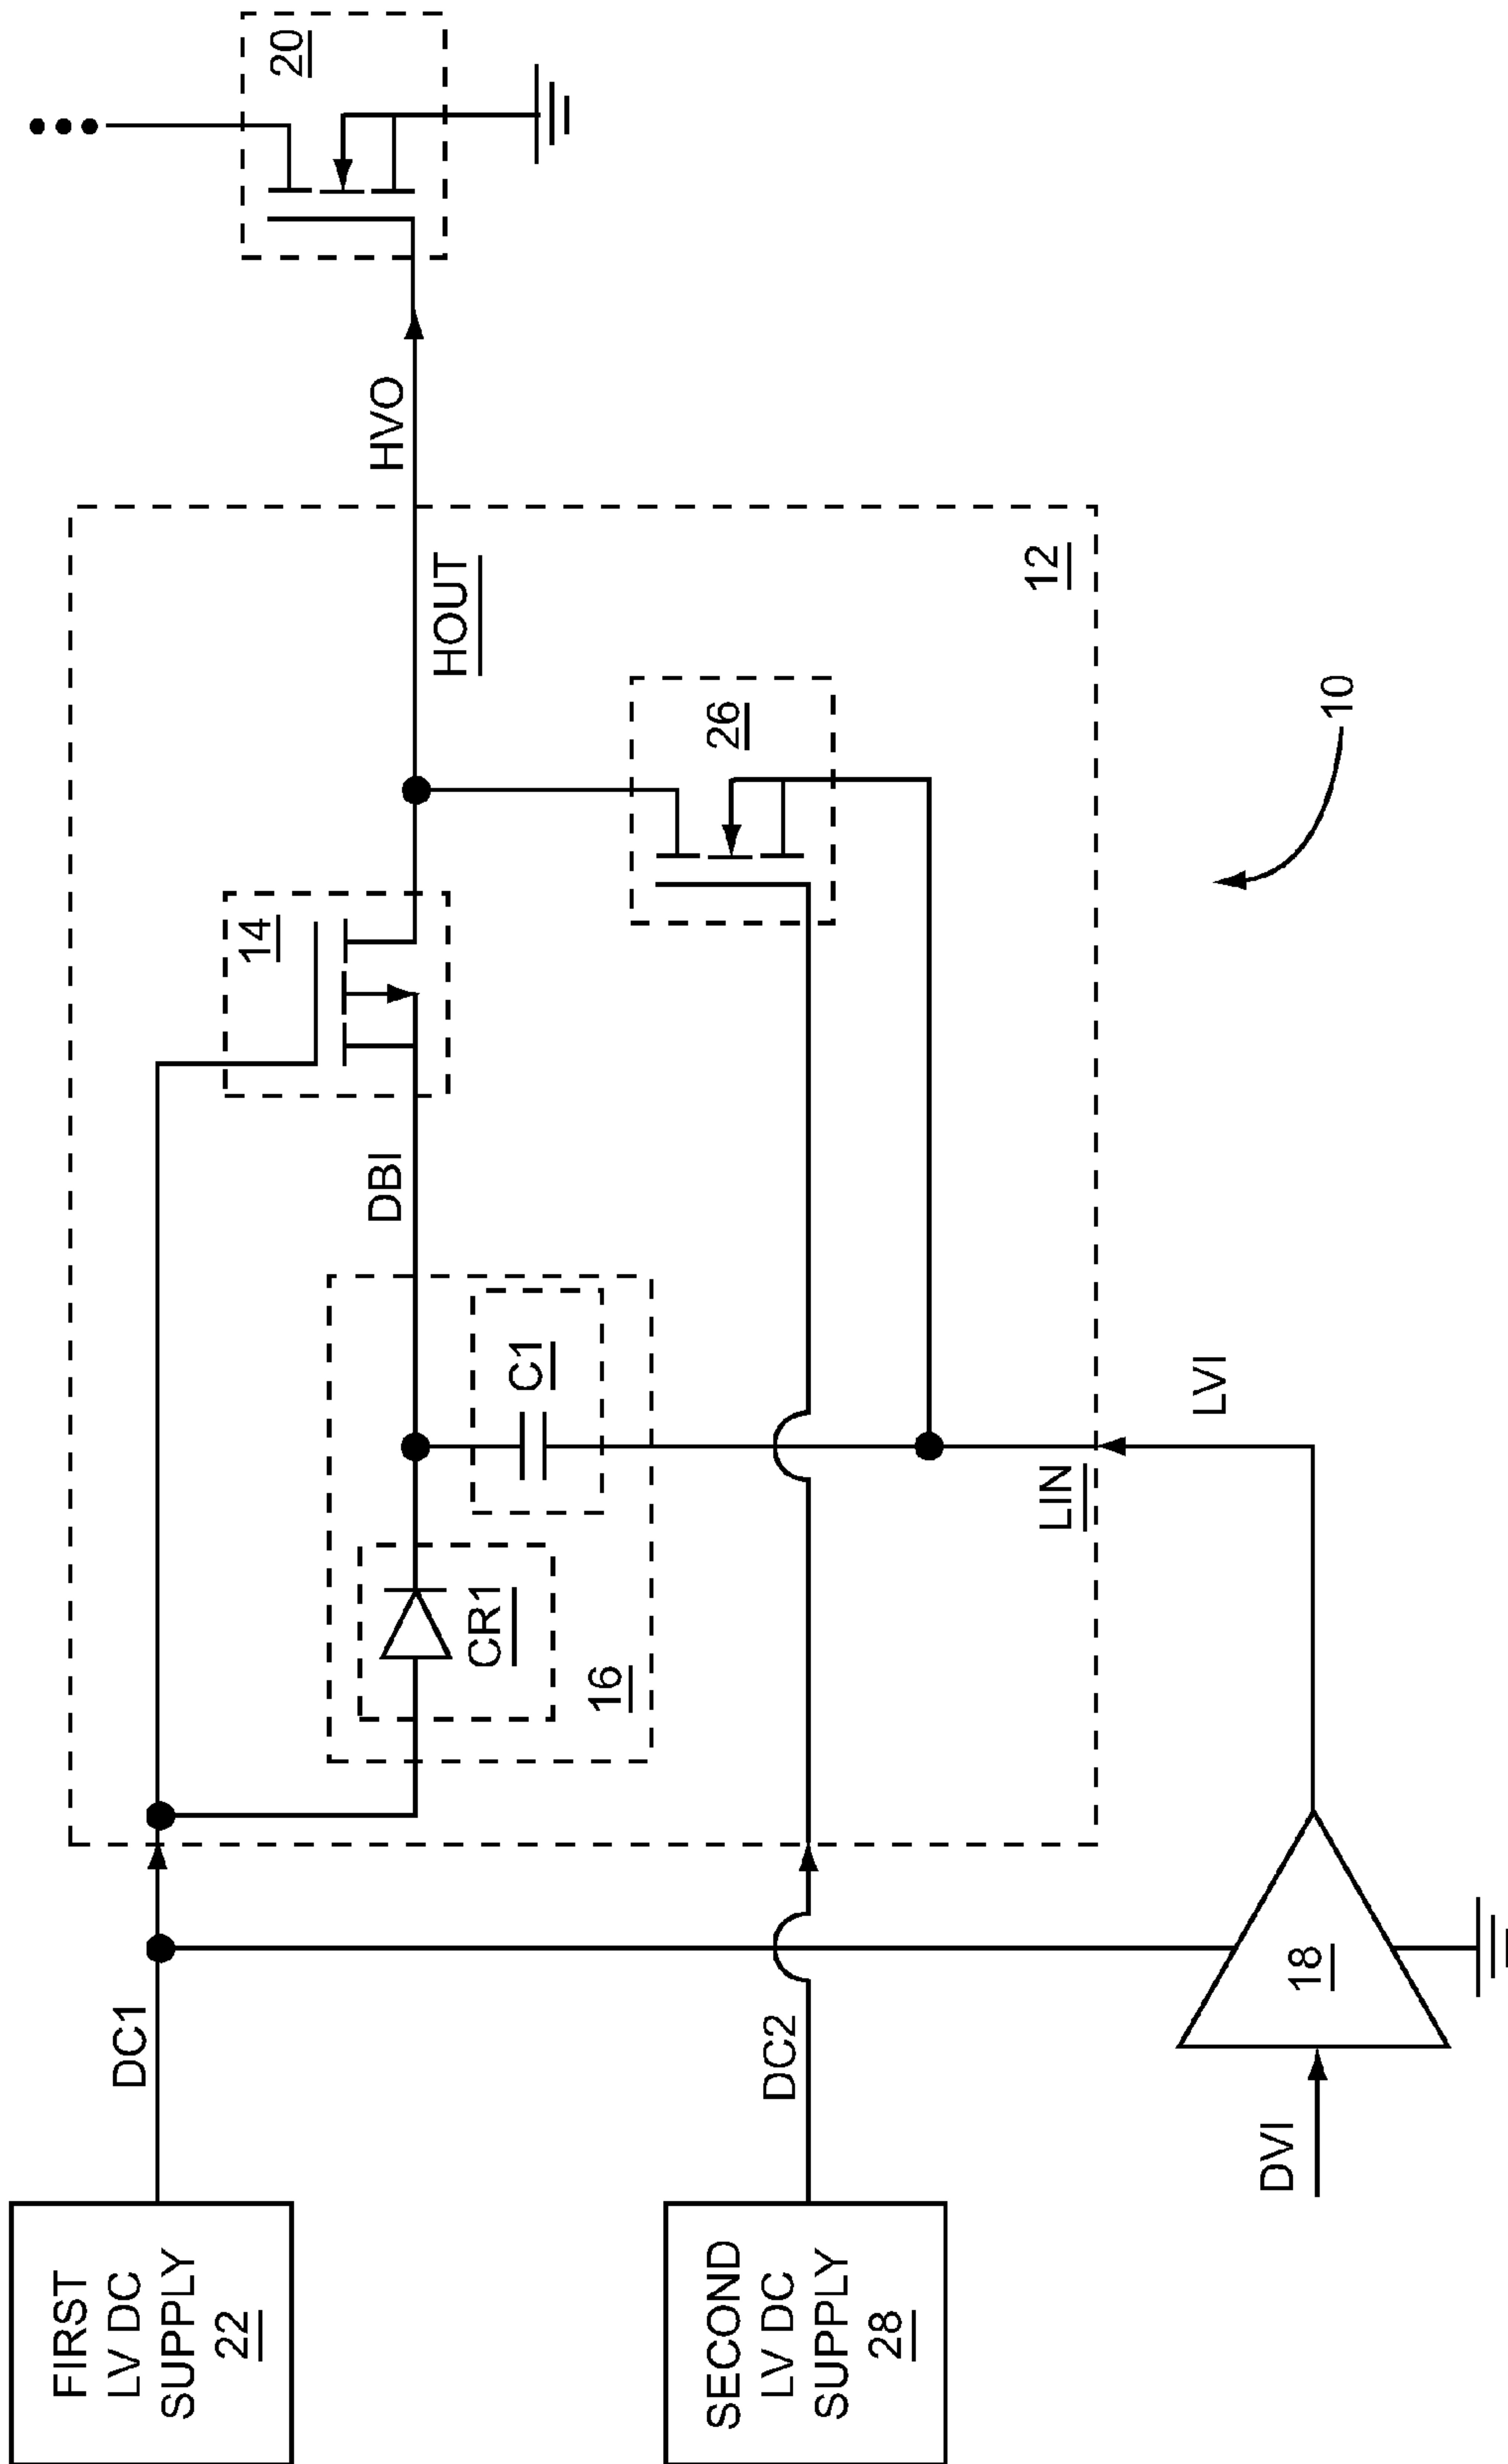 FIRST
LV DC
SUPPLY
22
DC1
14
20
DBI
HVO
HOUT
CR1
C1
16
26
SECOND
LV DC
SUPPLY
28
DC2
LIN
12
LVI
DVI
18
10